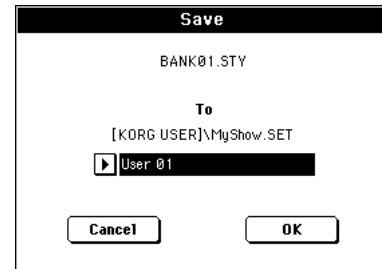 Save
BANK01.STY
To
[KORG USER]\MyShow.SET
User 01
Cancel
OK